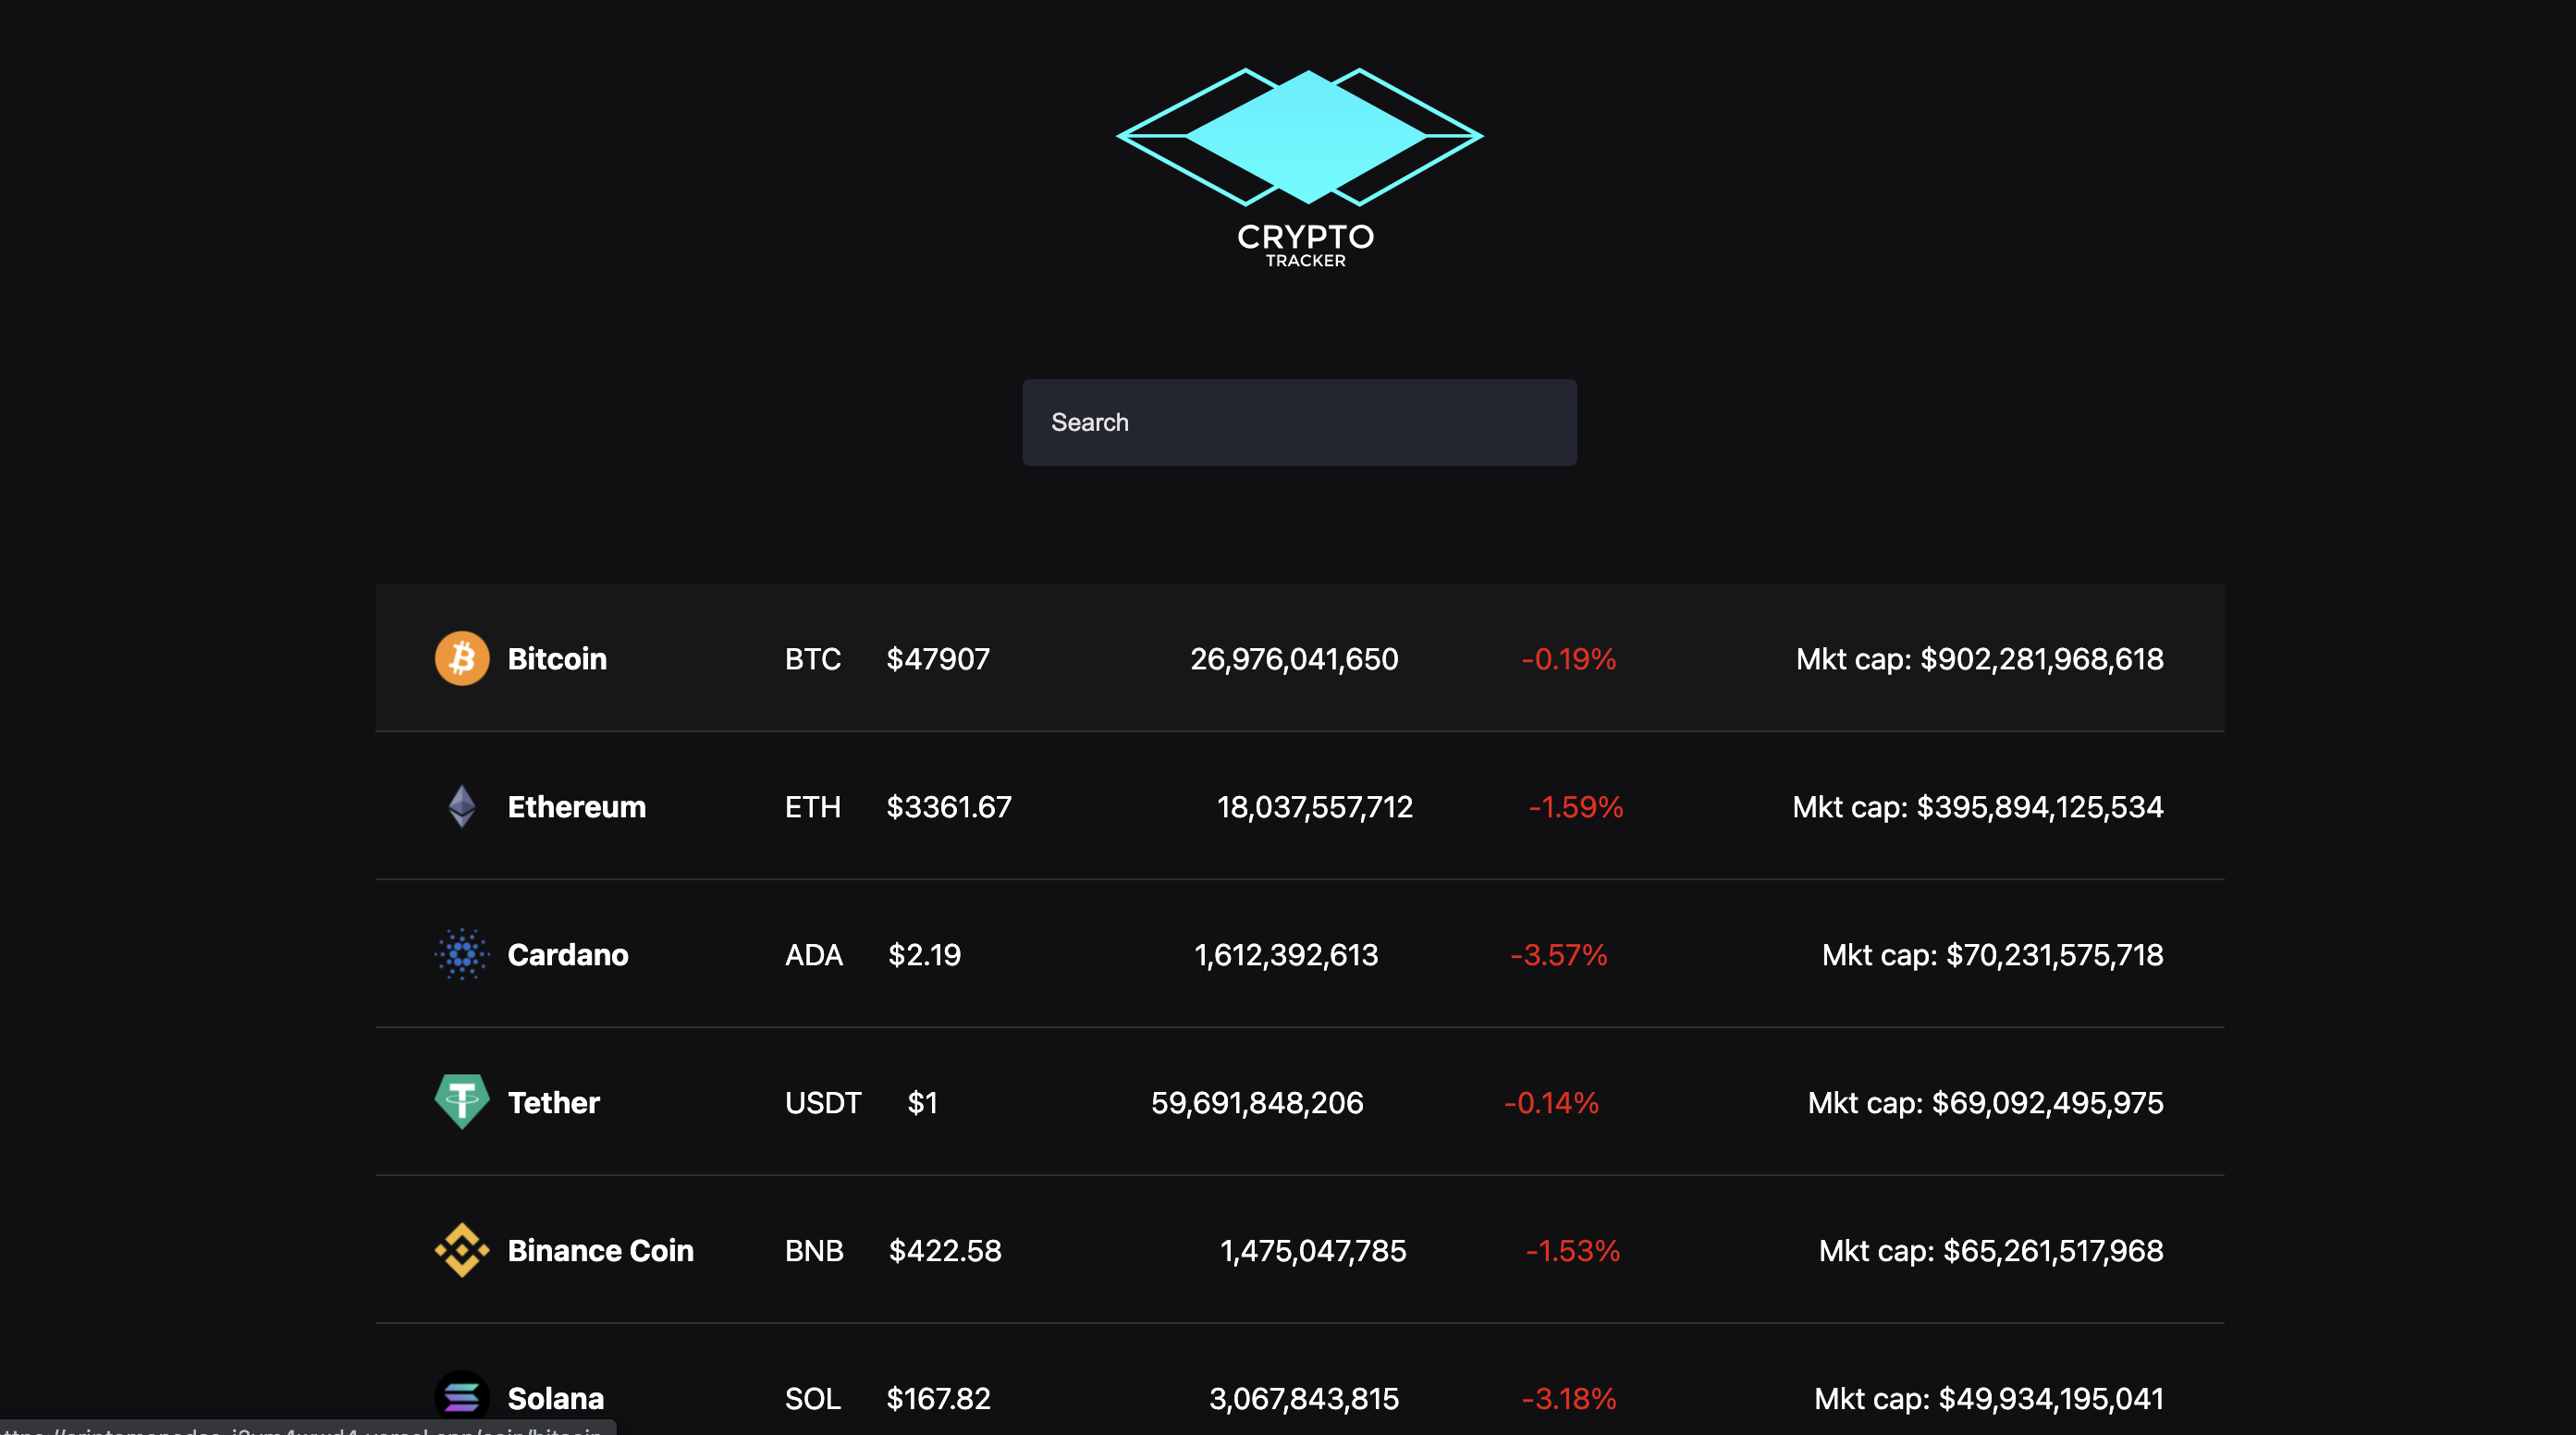 CRYPTO
TRACKER
Search
Bitcoin BTC $47907 26,976,041,650 -0.19% Mkt cap: $902,281,968,618
Ethereum ETH $3361.67 18,037,557,712 -1.59% Mkt cap: $395,894,125,534
Cardano ADA $2.19 1,612,392,613 -3.57% Mkt cap: $70,231,575,718
Tether USDT $1 59,691,848,206 -0.14% Mkt cap: $69,092,495,975
Binance Coin BNB $422.58 1,475,047,785 -1.53% Mkt cap: $65,261,517,968
Solana SOL $167.82 3,067,843,815 -3.18% Mkt cap: $49,934,195,041